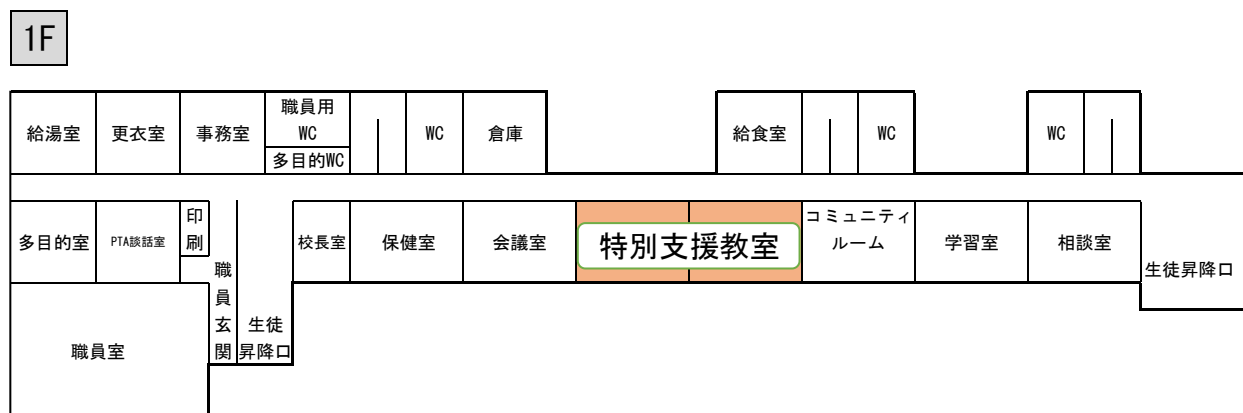 1F
給湯室
更衣室
事務室
職員用
WC
多目的WC
WC
倉庫
給食室
WC
WC
多目的室
PTA談話室
印
刷
校長室
保健室
会議室
特別支援教室
コミュニティ
ルーム
学習室
相談室
生徒昇降口
職員室
職
員
玄
関
生徒
昇降口